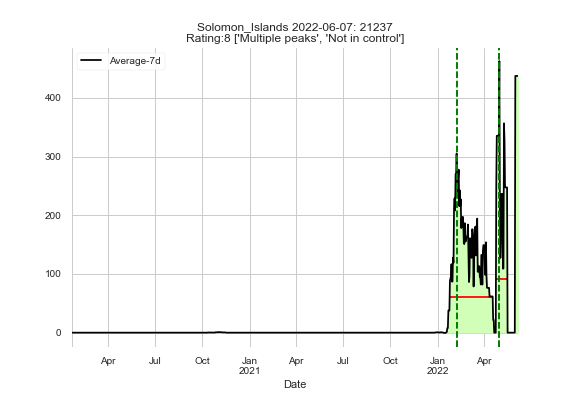 Solomon_Islands 2022-06-07: 21237
Rating:8 ['Multiple peaks', 'Not in control']
Average-7d
400
300
200
100
0
Apr Jul Oct Jan Apr Jul Oct Jan Apr
2021 2022
Date